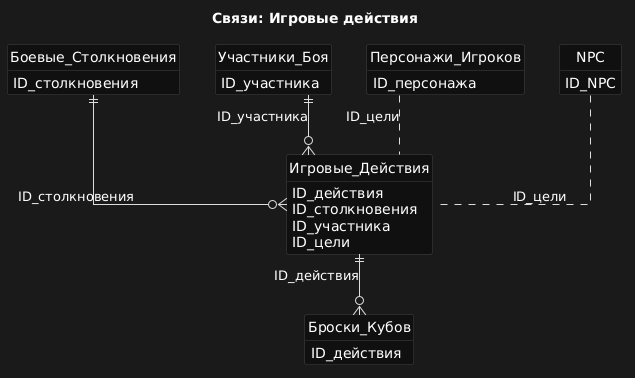 Связи: Игровые действия
Боевые_Столкновения
ID_столкновения
Участники_Боя
ID_участника
Персонажи_Игроков
ID_персонажа
NPC
ID_NPC
ID_участника
ID_цели
ID_столкновения
ID_цели
Игровые_Действия
ID_действия
ID_столкновения
ID_участника
ID_цели
ID_действия
Броски_Кубов
ID_действия